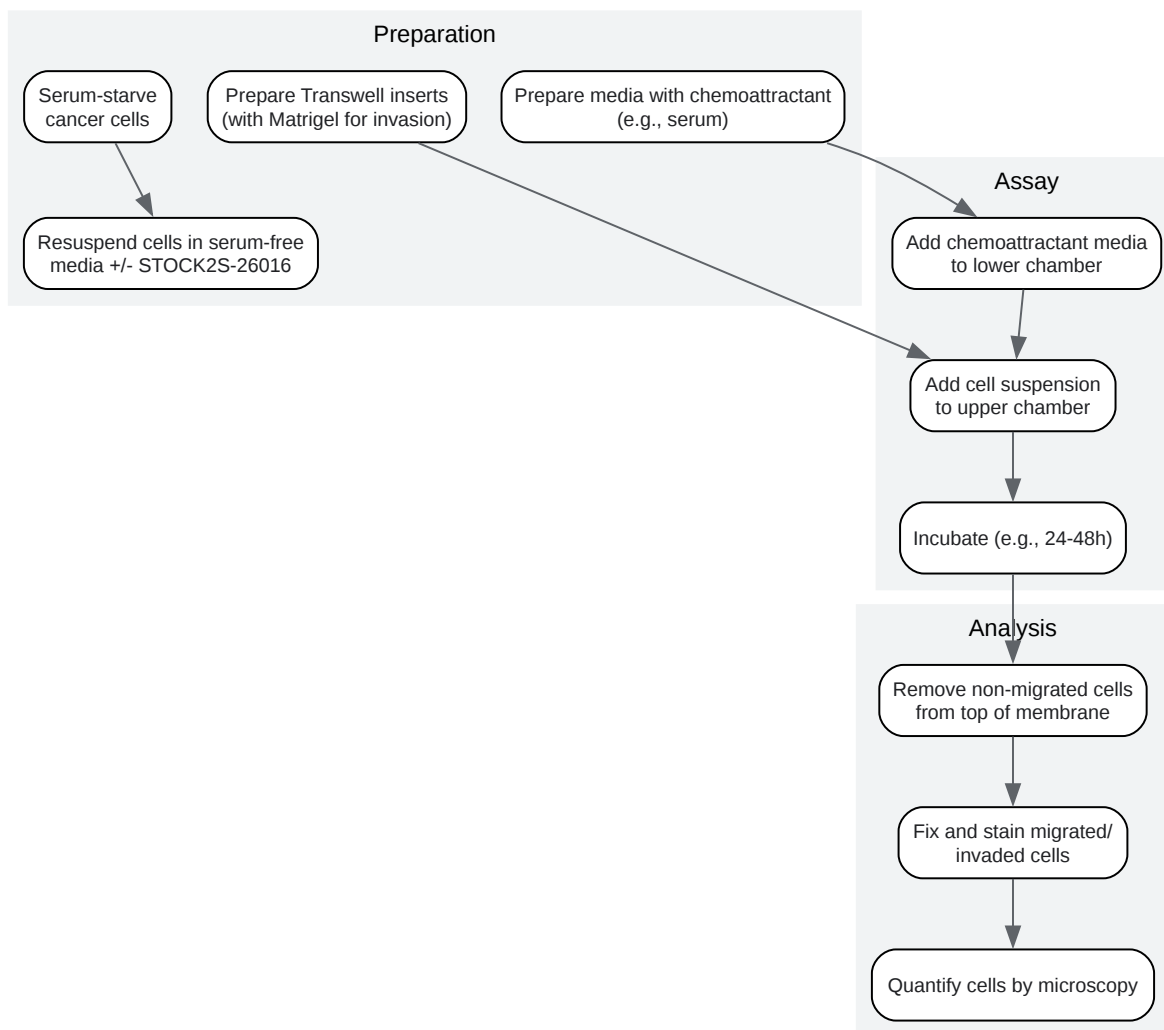 Preparation
Serum-starve
cancer cells
Prepare Transwell inserts
(with Matrigel for invasion)
Prepare media with chemoattractant
(e.g., serum)
Resuspend cells in serum-free
media +/- STOCK2S-26016
Assay
Add chemoattractant media
to lower chamber
Add cell suspension
to upper chamber
Incubate (e.g., 24-48h)
Analysis
Remove non-migrated cells
from top of membrane
Fix and stain migrated/
invaded cells
Quantify cells by microscopy